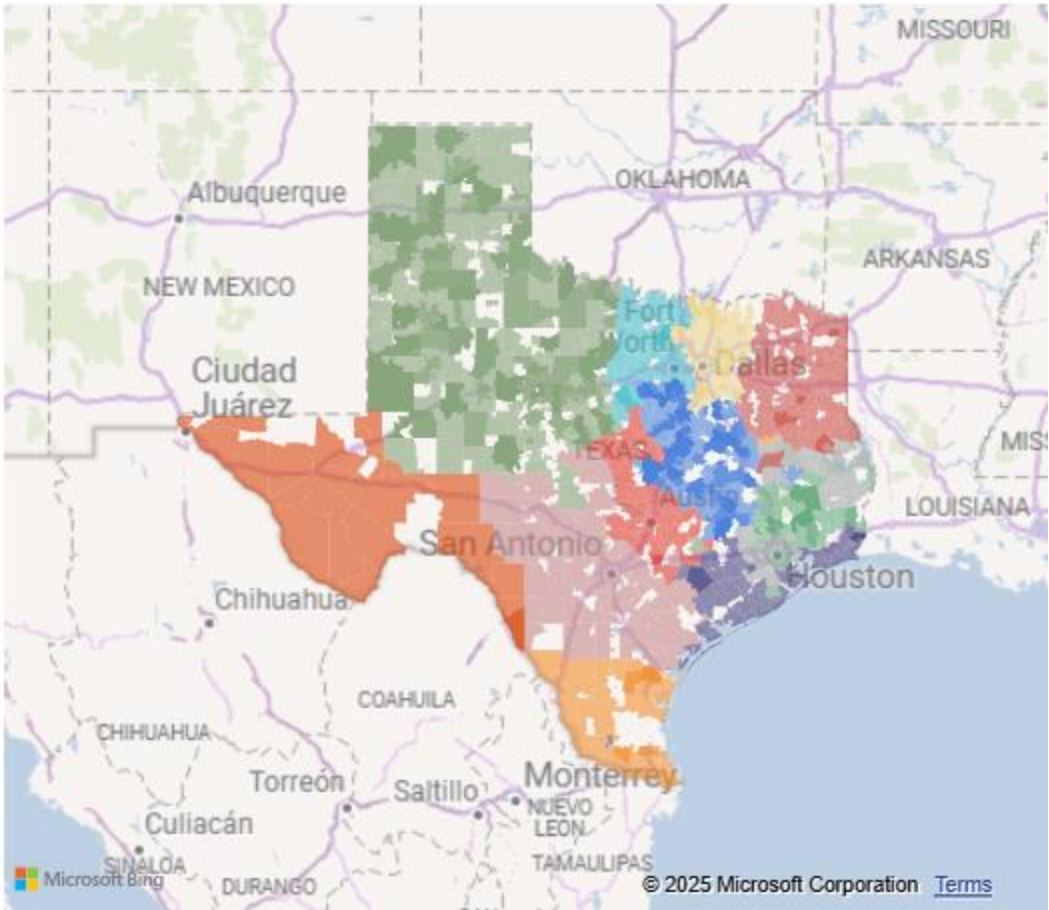 MISSOURI
Albuquerque
OKLAHOMA
ARKANSAS
NEW MEXICO
Fort
Worth
Dallas
Ciudad
Juárez
TEXAS
MISS
Austin
LOUISIANA
San Antonio
Houston
Chihuahua
COAHUILA
CHIHUAHUA
Torreón
Saltillo
Monterrey
NUEVO
LEÓN
Culiacán
SINALOA
TAMAULIPAS
DURANGO
Microsoft Bing
© 2025 Microsoft Corporation Terms